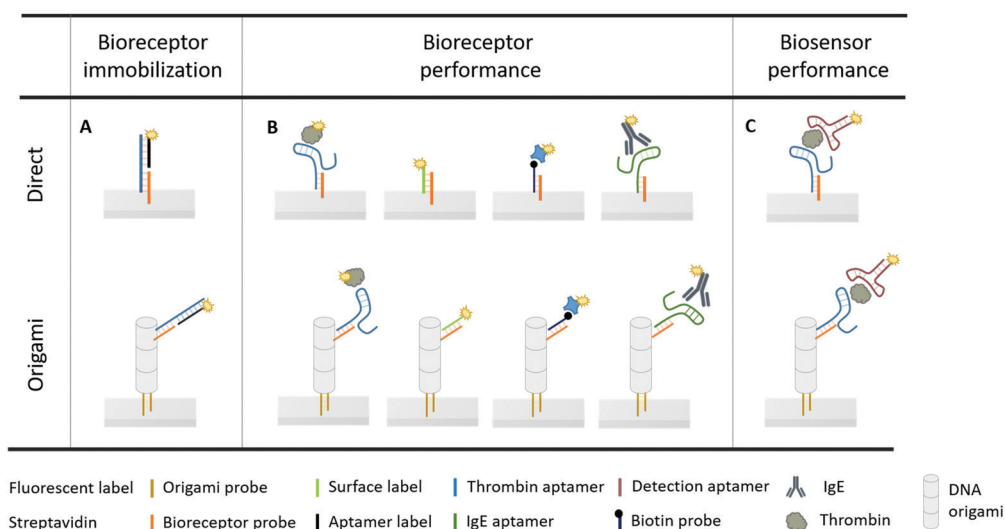 Bioreceptor
immobilization
Bioreceptor
performance
Biosensor
performance
Direct
A
B
C
Origami
Fluorescent label
Origami probe
Surface label
Thrombin aptamer
Detection aptamer
IgE
Streptavidin
Bioreceptor probe
Aptamer label
IgE aptamer
Biotin probe
Thrombin
DNA
origami